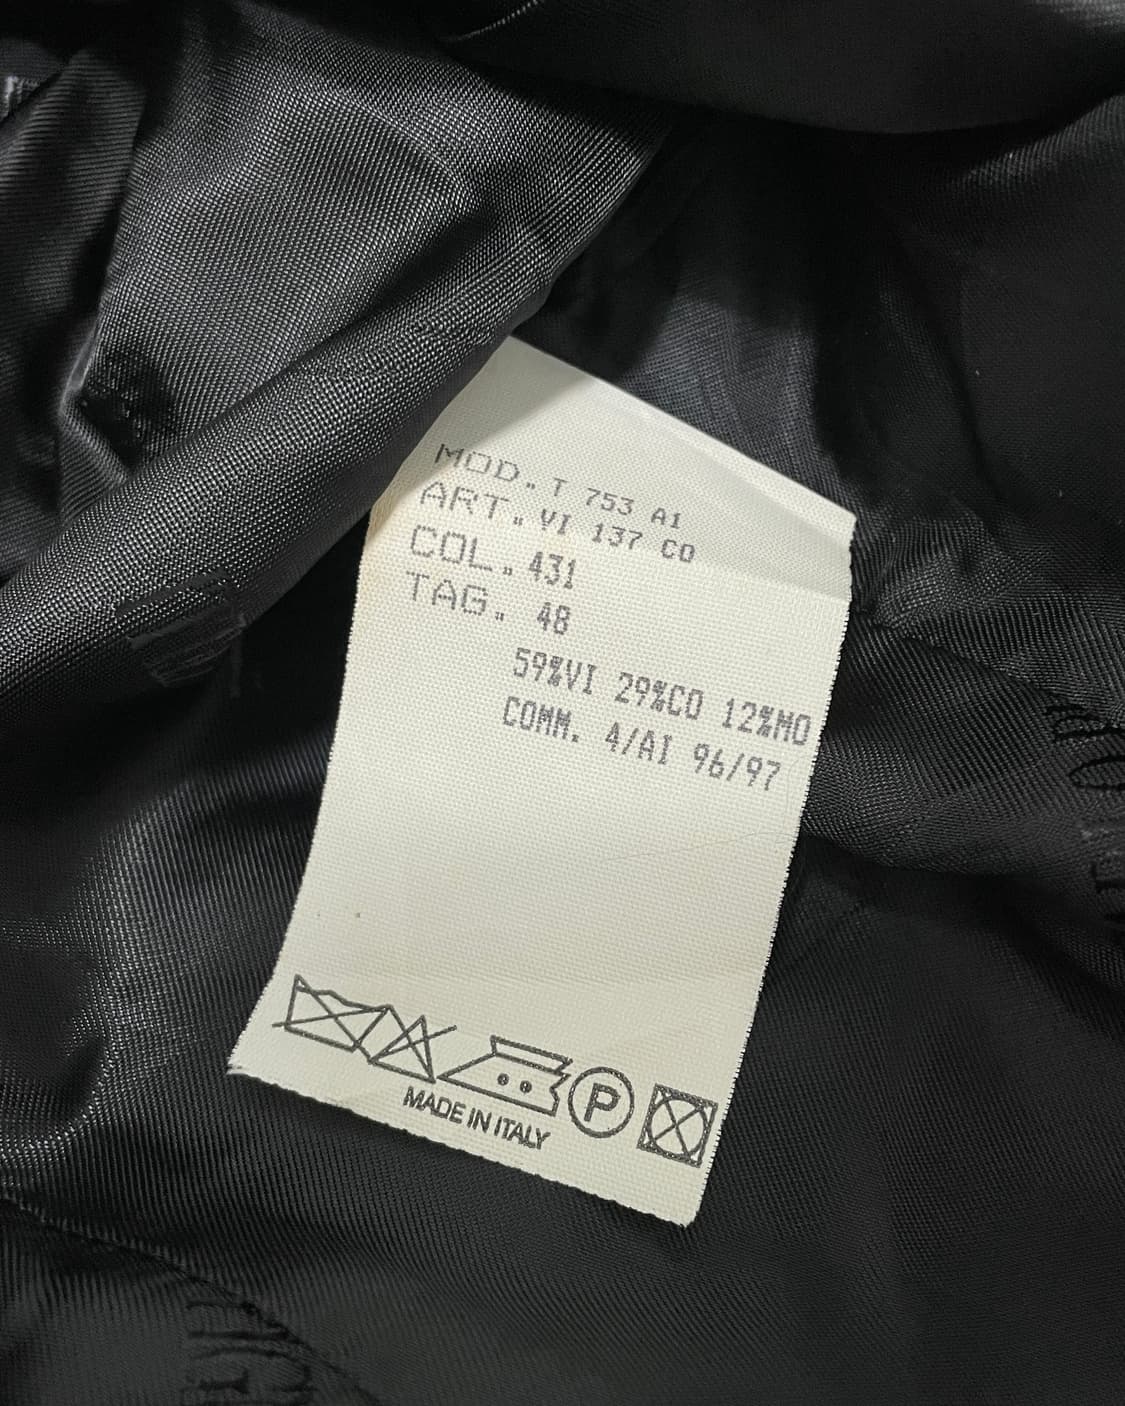 MOD. T 753 A1
ART. VI 137 CO
COL. 431
TAG. 48
59%VI 29%CO 12%MO
COMM. 4/AI 96/97
P
MADE IN ITALY